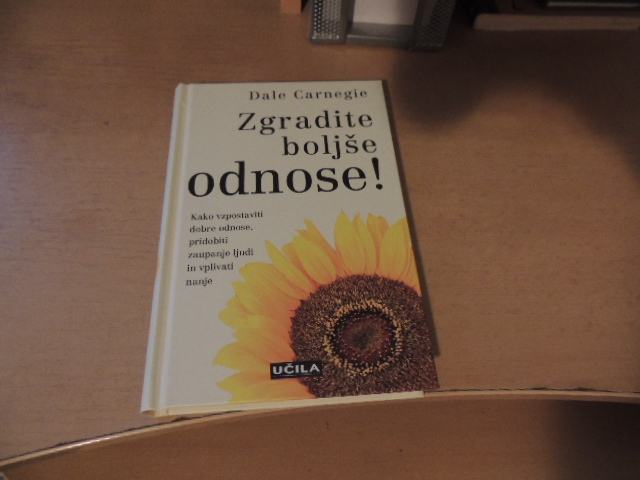 Dale Carnegie
Zgradite
boljše
odnose!
Kako vzpostaviti
dobre odnose,
pridobiti
zaupanje ljudi
in vplivati
nanje
UČILA